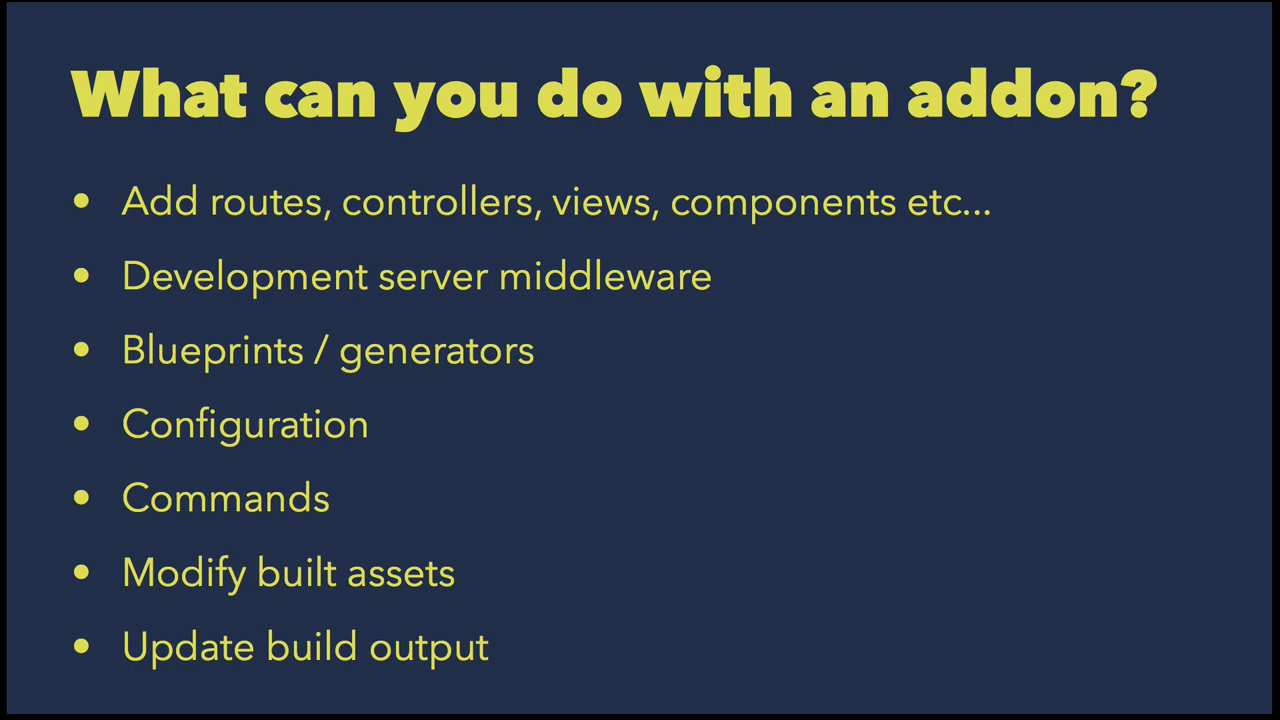 What can you do with an addon?
• Add routes, controllers, views, components etc...
• Development server middleware
• Blueprints / generators
• Configuration
• Commands
• Modify built assets
• Update build output